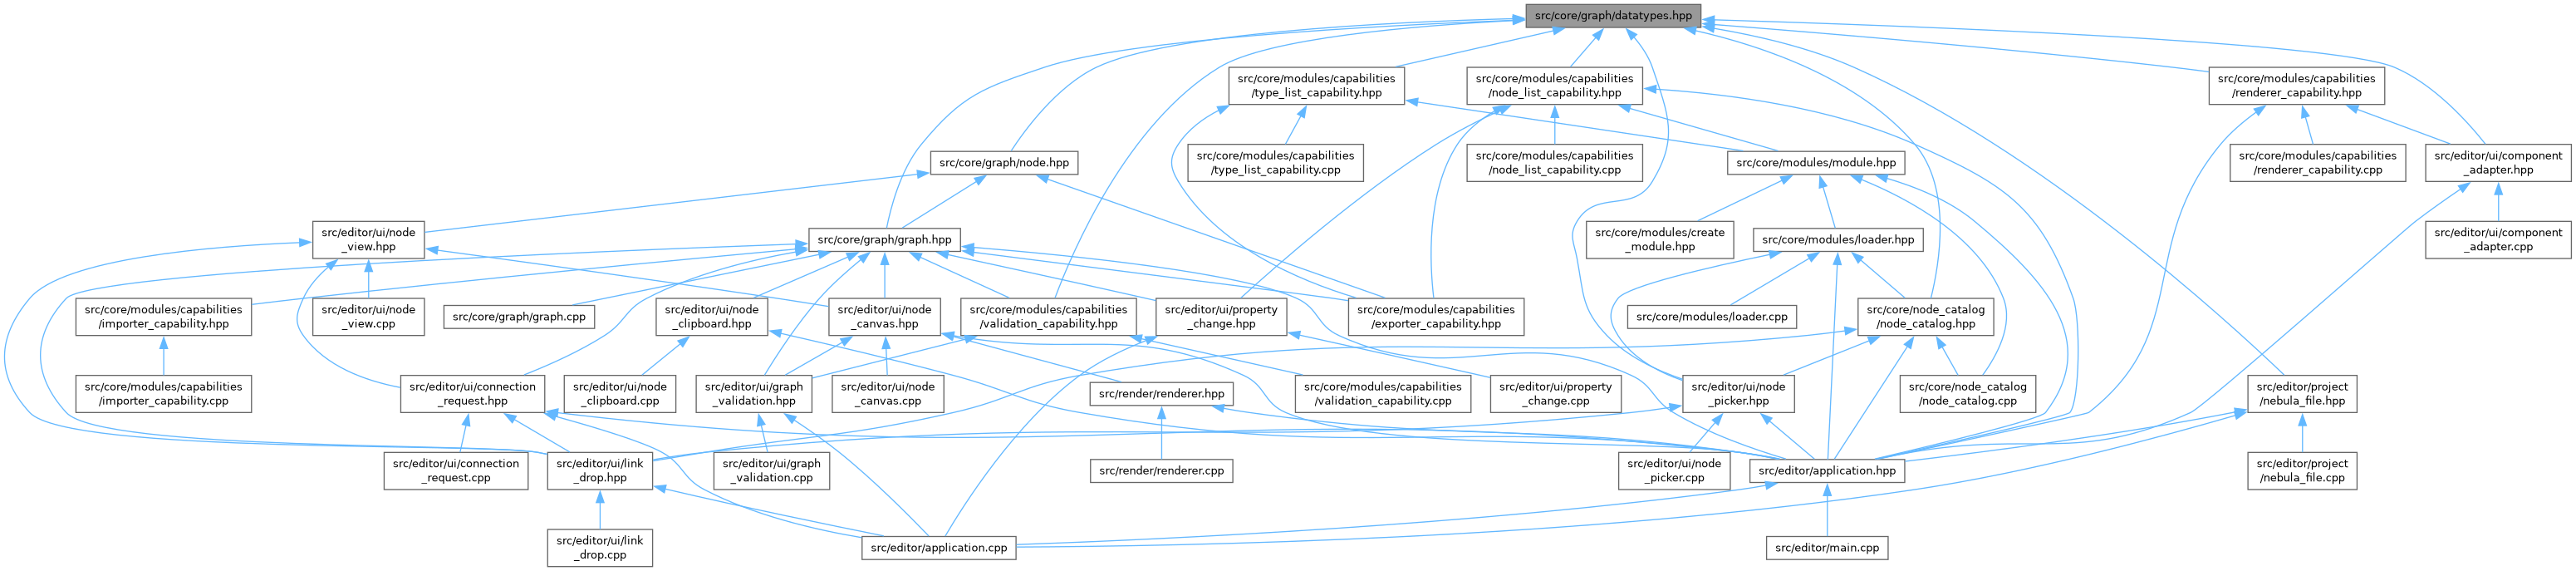 src/core/graph/datatypes.hpp
src/core/modules/capabilities
/type_list_capability.hpp
src/core/modules/capabilities
/node_list_capability.hpp
src/core/modules/capabilities
/renderer_capability.hpp
src/core/graph/node.hpp
src/core/modules/capabilities
/type_list_capability.cpp
src/core/modules/capabilities
/node_list_capability.cpp
src/core/modules/module.hpp
src/core/modules/capabilities
/renderer_capability.cpp
src/editor/ui/component
_adapter.hpp
src/editor/ui/node
_view.hpp
src/core/graph/graph.hpp
src/core/modules/create
_module.hpp
src/core/modules/loader.hpp
src/editor/ui/component
_adapter.cpp
src/core/modules/capabilities
/importer_capability.hpp
src/editor/ui/node
_view.cpp
src/core/graph/graph.cpp
src/editor/ui/node
_clipboard.hpp
src/editor/ui/node
_canvas.hpp
src/core/modules/capabilities
/validation_capability.hpp
src/editor/ui/property
_change.hpp
src/core/modules/capabilities
/exporter_capability.hpp
src/core/modules/loader.cpp
src/core/node_catalog
/node_catalog.hpp
src/core/modules/capabilities
/importer_capability.cpp
src/editor/ui/connection
_request.hpp
src/editor/ui/node
_clipboard.cpp
src/editor/ui/graph
_validation.hpp
src/editor/ui/node
_canvas.cpp
src/render/renderer.hpp
src/core/modules/capabilities
/validation_capability.cpp
src/editor/ui/property
_change.cpp
src/editor/ui/node
_picker.hpp
src/core/node_catalog
/node_catalog.cpp
src/editor/project
/nebula_file.hpp
src/editor/ui/connection
_request.cpp
src/editor/ui/link
_drop.hpp
src/editor/ui/graph
_validation.cpp
src/render/renderer.cpp
src/editor/ui/node
_picker.cpp
src/editor/application.hpp
src/editor/project
/nebula_file.cpp
src/editor/ui/link
_drop.cpp
src/editor/application.cpp
src/editor/main.cpp